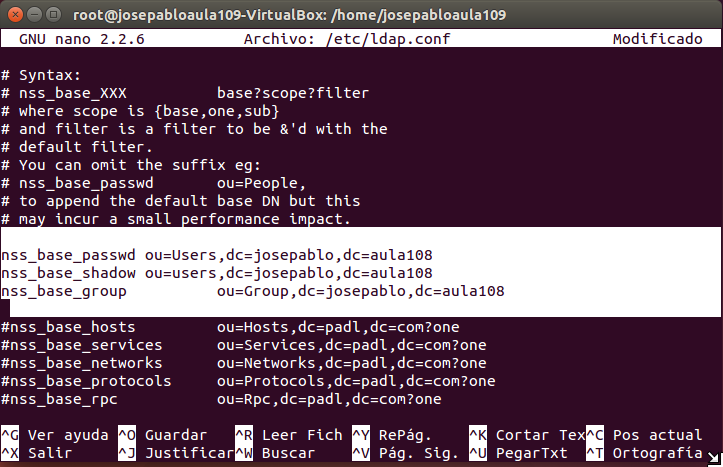 root@josepabloaula109-VirtualBox: /home/josepabloaula109
GNU nano 2.2.6 Archivo: /etc/ldap.conf Modificado
# Syntax:
# nss_base_XXX base?scope?filter
# where scope is {base,one,sub}
# and filter is a filter to be &'d with the
# default filter.
# You can omit the suffix eg:
# nss_base_passwd ou=People,
# to append the default base DN but this
# may incur a small performance impact.
nss_base_passwd ou=Users,dc=josepablo,dc=aula108
nss_base_shadow ou=users,dc=josepablo,dc=aula108
nss_base_group ou=Group,dc=josepablo,dc=aula108
#nss_base_hosts ou=Hosts,dc=padl,dc=com?one
#nss_base_services ou=Services,dc=padl,dc=com?one
#nss_base_networks ou=Networks,dc=padl,dc=com?one
#nss_base_protocols ou=Protocols,dc=padl,dc=com?one
#nss_base_rpc ou=Rpc,dc=padl,dc=com?one
^G Ver ayuda ^O Guardar ^R Leer Fich ^Y RePág. ^K Cortar Tex ^C Pos actual
^X Salir ^J Justificar ^W Buscar ^V Pág. Sig. ^U PegarTxt ^T Ortografía